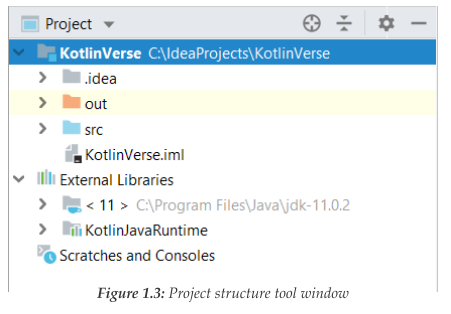 Project
KotlinVerse C:\IdeaProjects\KotlinVerse
.idea
out
src
KotlinVerse.iml
External Libraries
< 11 > C:\Program Files\Java\jdk-11.0.2
KotlinJavaRuntime
Scratches and Consoles
Figure 1.3: Project structure tool window